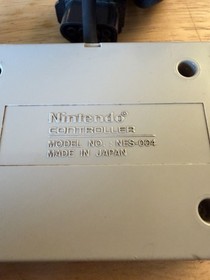 Nintendo®
CONTROLLER
MODEL NO. NES-004
MADE IN JAPAN